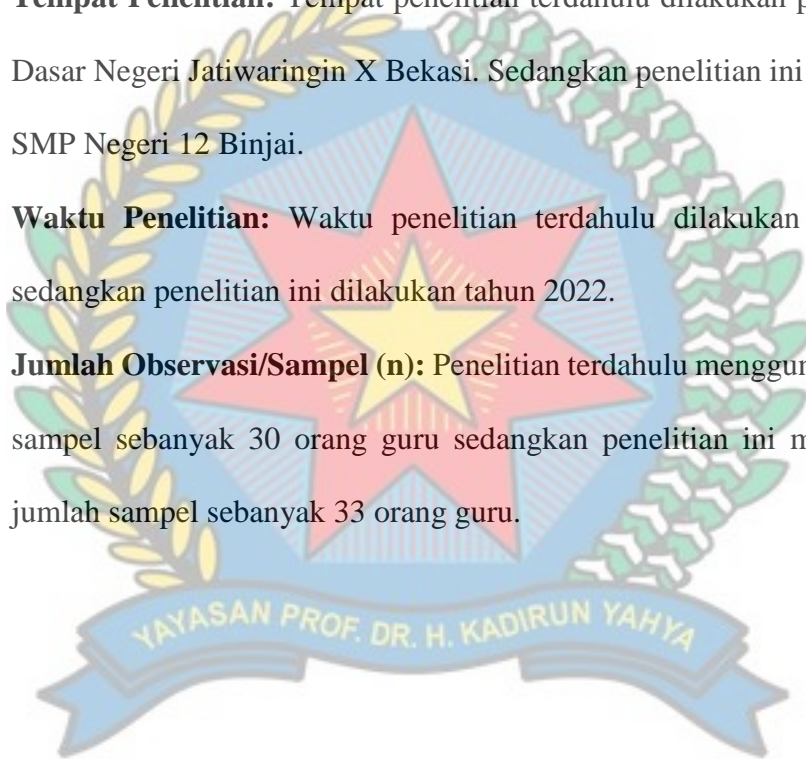 Tempat Penelitian: Tempat penelitian terdahulu dilakukan
Dasar Negeri Jatiwaringin X Bekasi. Sedangkan penelitian ini
SMP Negeri 12 Binjai.
Waktu Penelitian: Waktu penelitian terdahulu dilakukan
sedangkan penelitian ini dilakukan tahun 2022.
Jumlah Observasi/Sampel (n): Penelitian terdahulu
sampel sebanyak 30 orang guru sedangkan penelitian ini
jumlah sampel sebanyak 33 orang guru.
YAYASAN PROF. DR. H. KADIRUN YAHYA